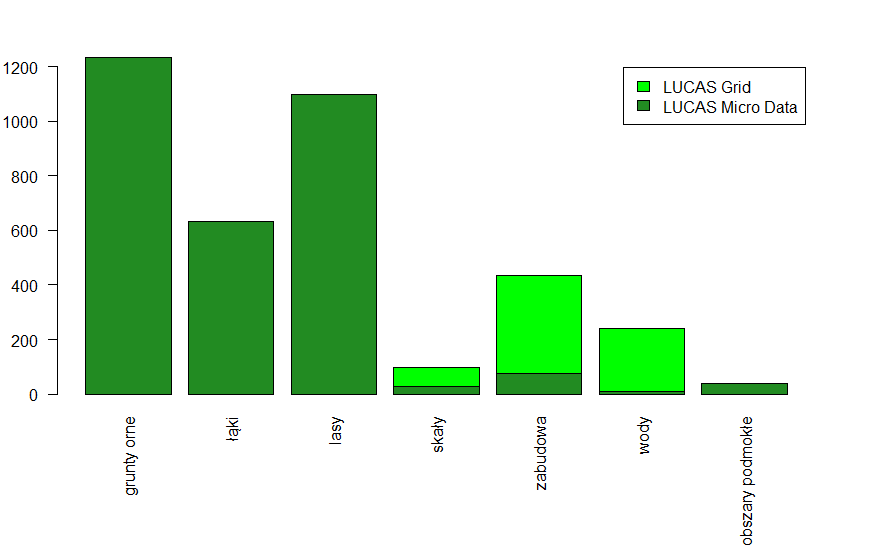 1200
1000
800
600
400
200
0
LUCAS Grid
LUCAS Micro Data
grunty orne
łąki
lasy
skały
zabudowa
wody
obszary podmokłe